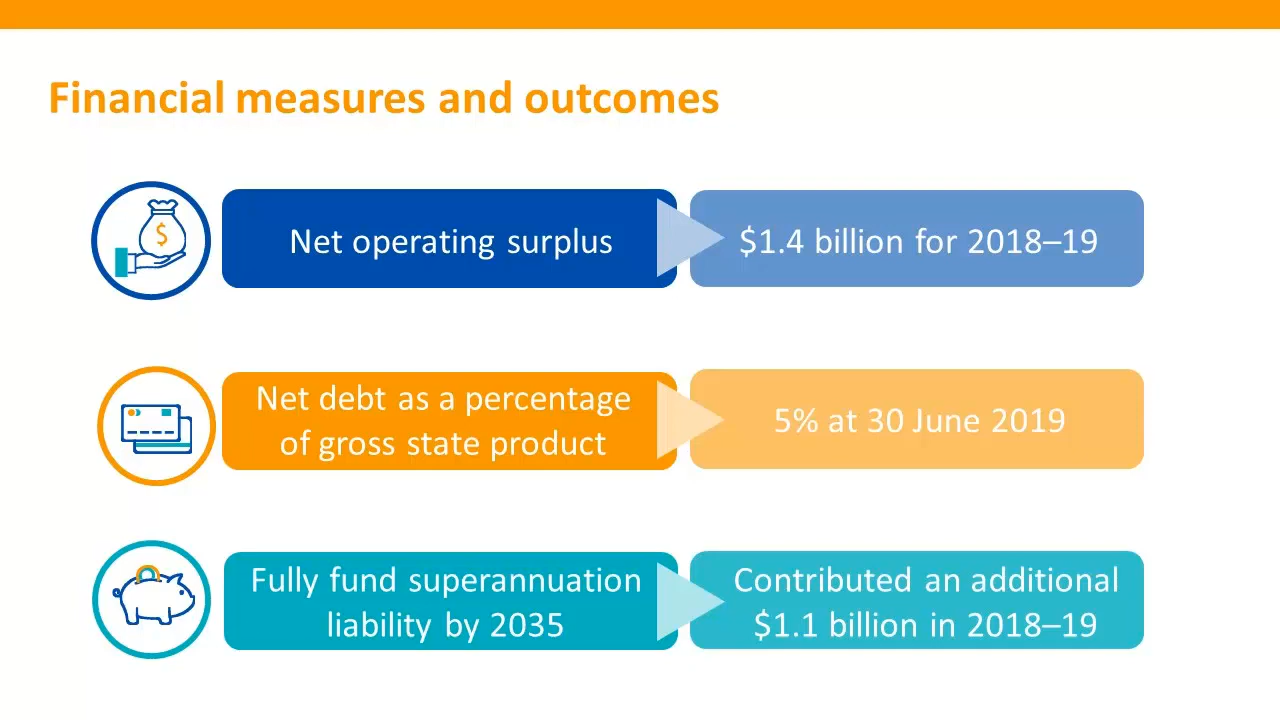 Financial measures and outcomes
$
Net operating surplus
$1.4 billion for 2018–19
Net debt as a percentage
of gross state product
5% at 30 June 2019
Fully fund superannuation
liability by 2035
Contributed an additional
$1.1 billion in 2018–19